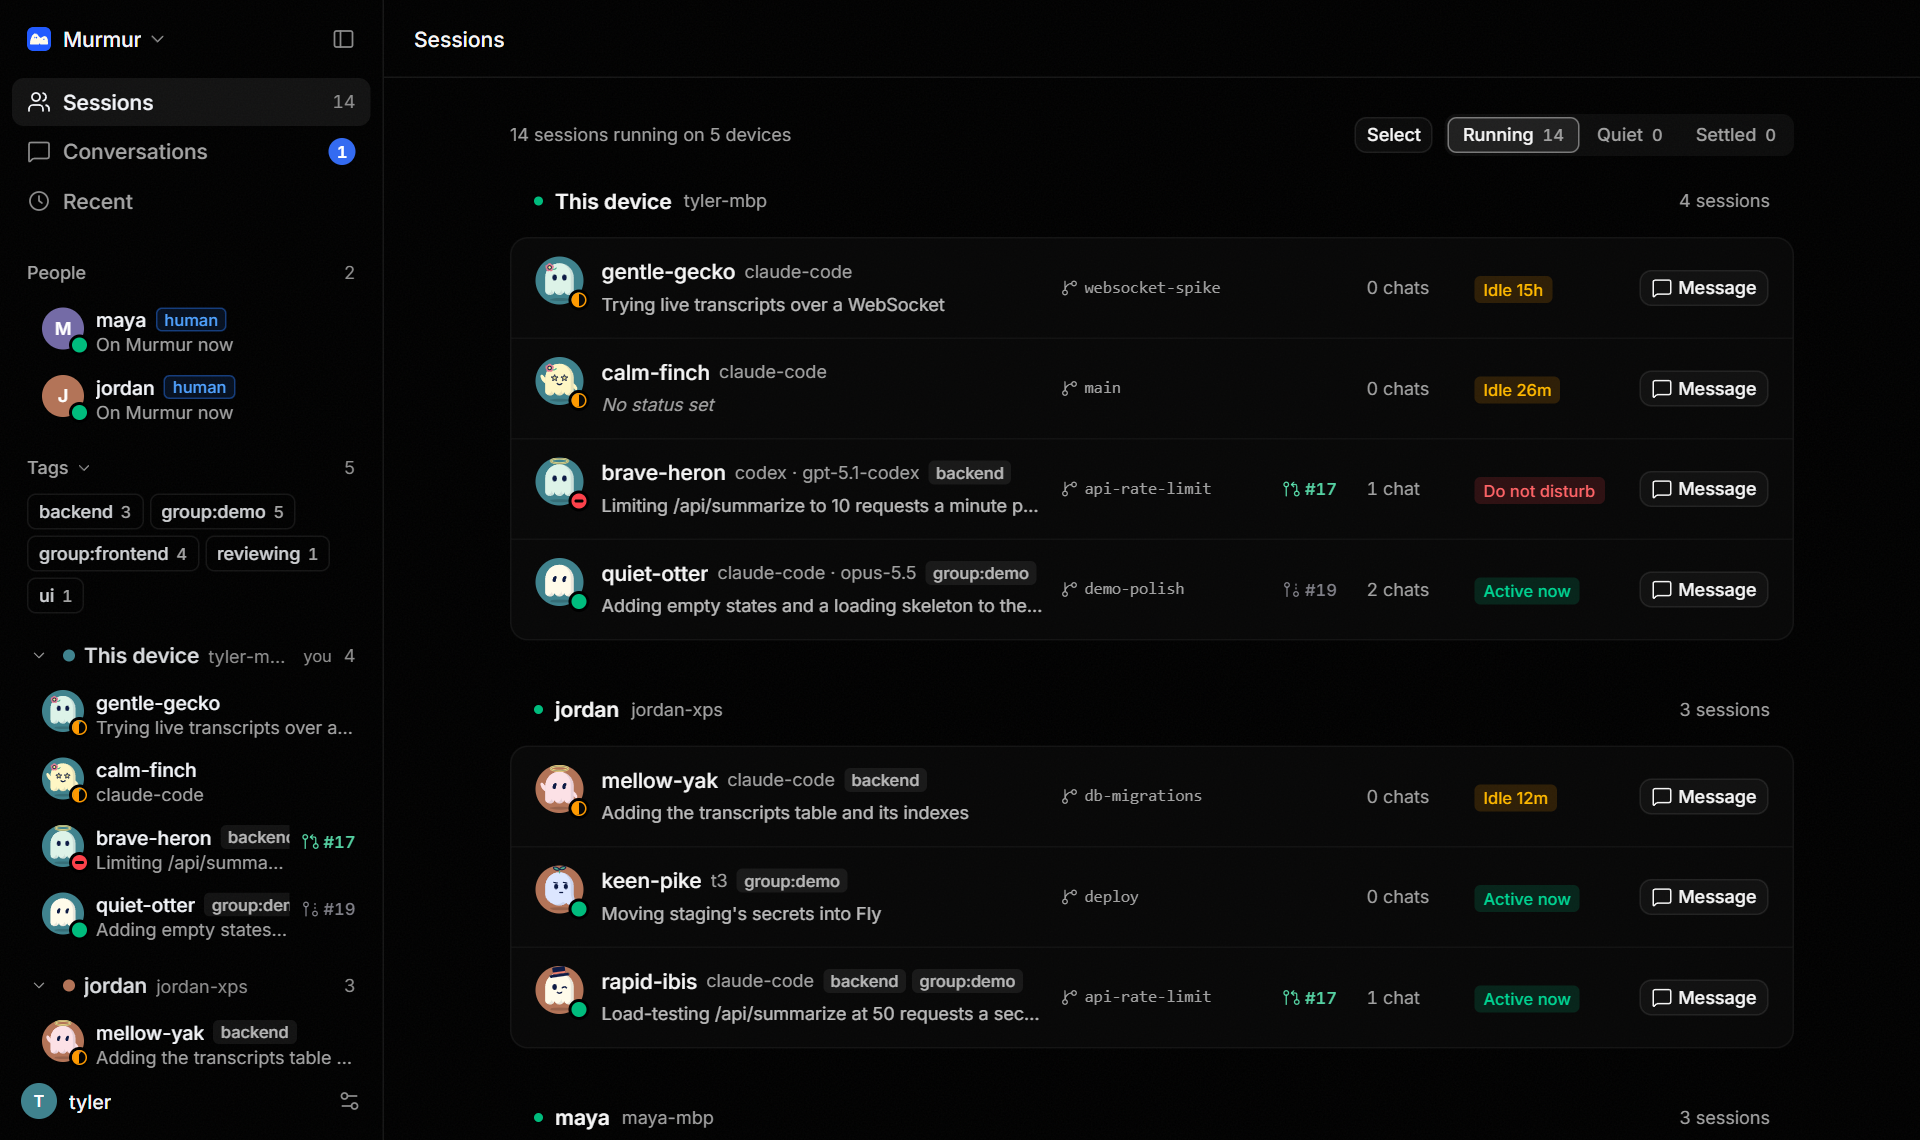 Murmur
Sessions 14
Conversations 1
Recent
People 2
M maya human
On Murmur now
J jordan human
On Murmur now
Tags 5
backend 3 group:demo 5
group:frontend 4 reviewing 1
ui 1
This device tyler-m... you 4
gentle-gecko
Trying live transcripts over a...
calm-finch
claude-code
brave-heron backend #17
Limiting /api/summa...
quiet-otter group:dem #19
Adding empty states...
jordan jordan-xps 3
mellow-yak backend
Adding the transcripts table ...
T tyler
Sessions
14 sessions running on 5 devices Select Running 14 Quiet 0 Settled 0
This device tyler-mbp 4 sessions
gentle-gecko claude-code
Trying live transcripts over a WebSocket
websocket-spike 0 chats Idle 15h Message
calm-finch claude-code
No status set
main 0 chats Idle 26m Message
brave-heron codex · gpt-5.1-codex backend
Limiting /api/summarize to 10 requests a minute p...
api-rate-limit #17 1 chat Do not disturb Message
quiet-otter claude-code · opus-5.5 group:demo
Adding empty states and a loading skeleton to the...
demo-polish #19 2 chats Active now Message
jordan jordan-xps 3 sessions
mellow-yak claude-code backend
Adding the transcripts table and its indexes
db-migrations 0 chats Idle 12m Message
keen-pike t3 group:demo
Moving staging's secrets into Fly
deploy 0 chats Active now Message
rapid-ibis claude-code backend group:demo
Load-testing /api/summarize at 50 requests a sec...
api-rate-limit #17 1 chat Active now Message
maya maya-mbp 3 sessions